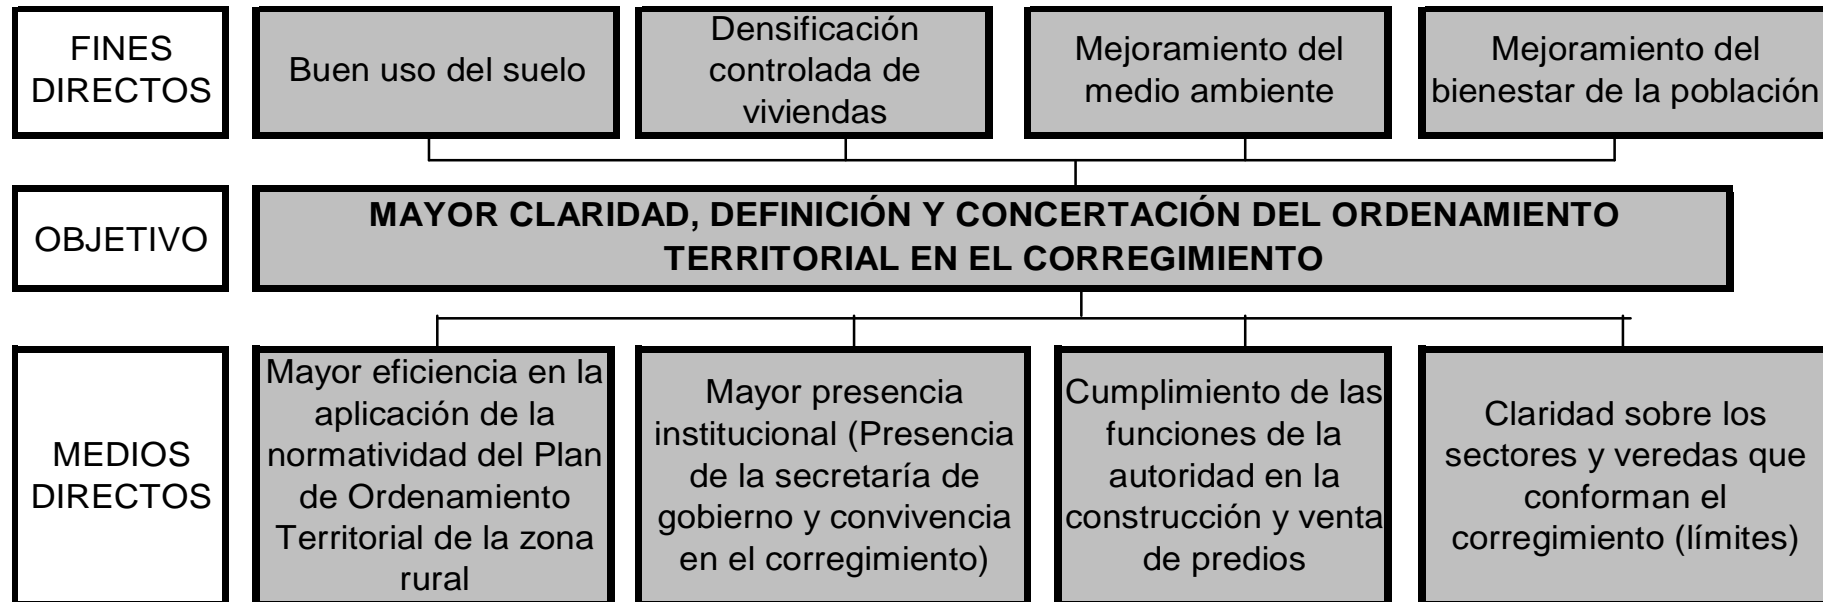 FINES
DIRECTOS
Buen uso del suelo
Densificación
controlada de
viviendas
Mejoramiento del
medio ambiente
Mejoramiento del
bienestar de la población
OBJETIVO
MAYOR CLARIDAD, DEFINICIÓN Y CONCERTACIÓN DEL ORDENAMIENTO
TERRITORIAL EN EL CORREGIMIENTO
MEDIOS
DIRECTOS
Mayor eficiencia en la
aplicación de la
normatividad del Plan
de Ordenamiento
Territorial de la zona
rural
Mayor presencia
institucional (Presencia
de la secretaría de
gobierno y convivencia
en el corregimiento)
Cumplimiento de las
funciones de la
autoridad en la
construcción y venta
de predios
Claridad sobre los
sectores y veredas que
conforman el
corregimiento (límites)